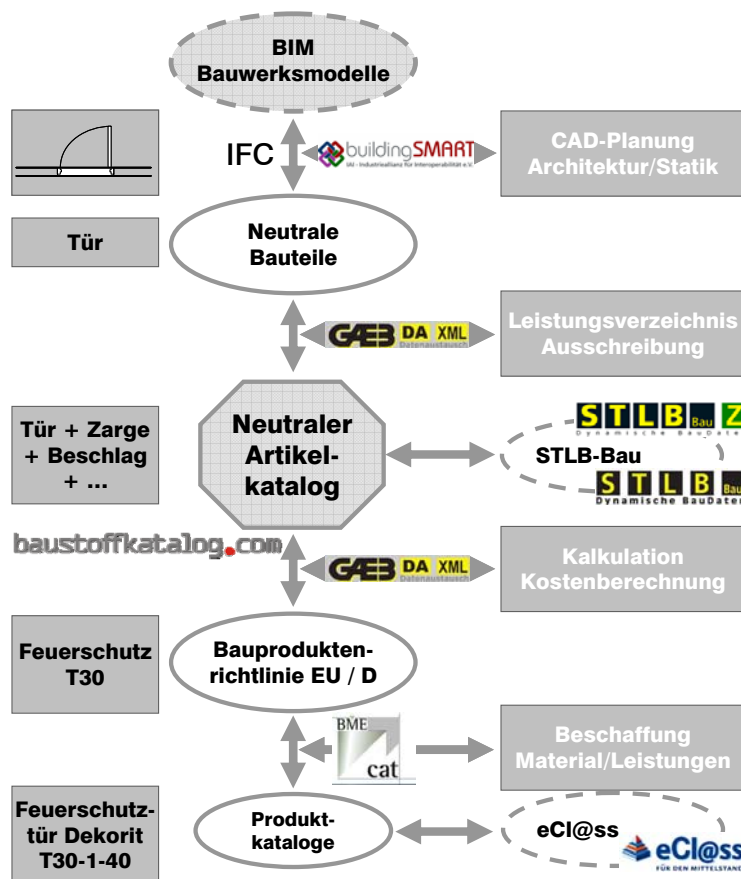 BIM
Bauwerksmodelle
IFC
buildingSMART
IAI - Industrieallianz für Interoperabilität e.V.
CAD-Planung
Architektur/Statik
Tür
Neutrale
Bauteile
GAEB DA XML
Datenaustausch
Leistungsverzeichnis
Ausschreibung
Tür + Zarge
+ Beschlag
+ ...
Neutraler
Artikel-
katalog
STLB Bau Z
Dynamische BauDaten
STLB-Bau
STLB Bau
Dynamische BauDaten
baustoffkatalog.com
GAEB DA XML
Datenaustausch
Kalkulation
Kostenberechnung
Feuerschutz
T30
Bauprodukten-
richtlinie EU / D
BME
cat
Beschaffung
Material/Leistungen
Feuerschutz-
tür Dekorit
T30-1-40
Produkt-
kataloge
eCl@ss
eCl@ss
FÜR DEN MITTELSTAND